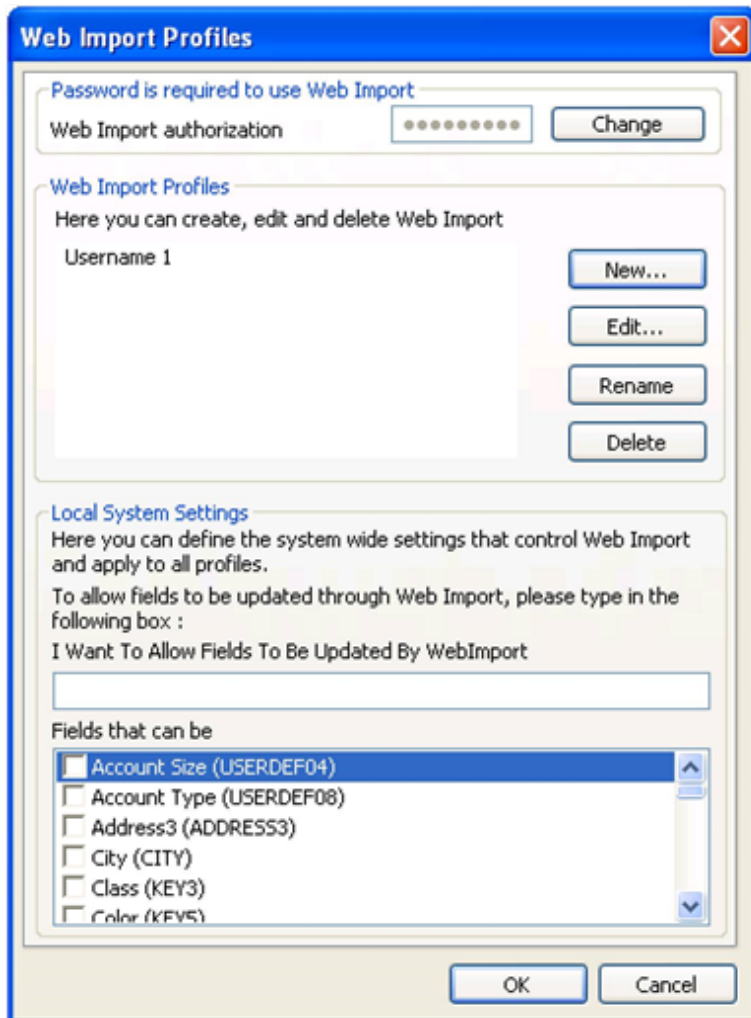 Web Import Profiles
Password is required to use Web Import
Web Import authorization
Change
Web Import Profiles
Here you can create, edit and delete Web Import
Username 1
New...
Edit...
Rename
Delete
Local System Settings
Here you can define the system wide settings that control Web Import
and apply to all profiles.
To allow fields to be updated through Web Import, please type in the
following box :
I Want To Allow Fields To Be Updated By WebImport
Fields that can be
Account Size (USERDEF04)
Account Type (USERDEF08)
Address3 (ADDRESS3)
City (CITY)
Class (KEY3)
Color (KEY5)
OK
Cancel